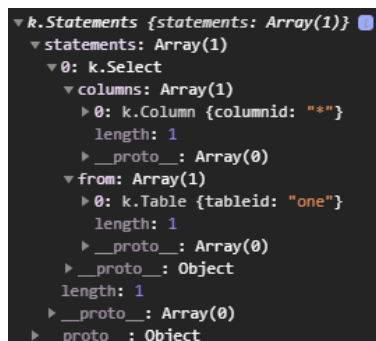 ▼k.Statements {statements: Array(1)} i
▼statements: Array(1)
▼0: k.Select
▼columns: Array(1)
▶0: k.Column {columnid: "*"}
length: 1
▶__proto__: Array(0)
▼from: Array(1)
▶0: k.Table {tableid: "one"}
length: 1
▶__proto__: Array(0)
▶__proto__: Object
length: 1
▶__proto__: Array(0)
▶__proto__: Object